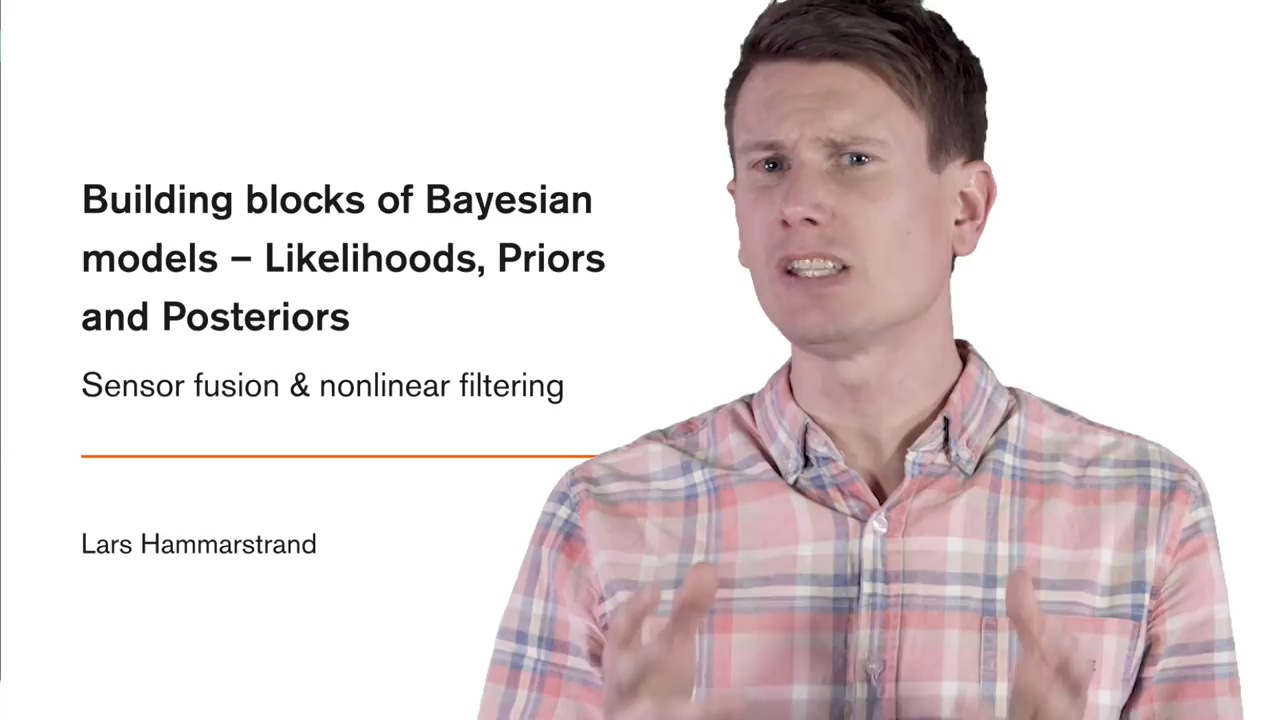 Building blocks of Bayesian
models – Likelihoods, Priors
and Posteriors
Sensor fusion & nonlinear filtering
Lars Hammarstrand